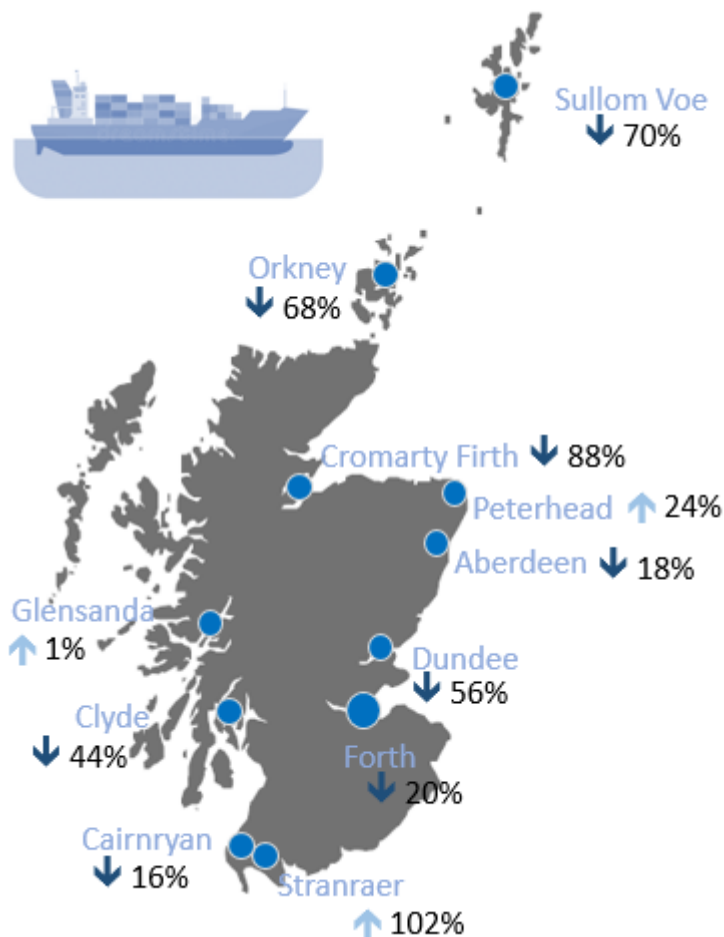 Sullom Voe
↓ 70%
Orkney
↓ 68%
Cromarty Firth ↓ 88%
Peterhead ↑ 24%
Aberdeen ↓ 18%
Glensanda
↑ 1%
Dundee
↓ 56%
Clyde
↓ 44%
Forth
↓ 20%
Cairnryan
↓ 16%
Stranraer
↑ 102%